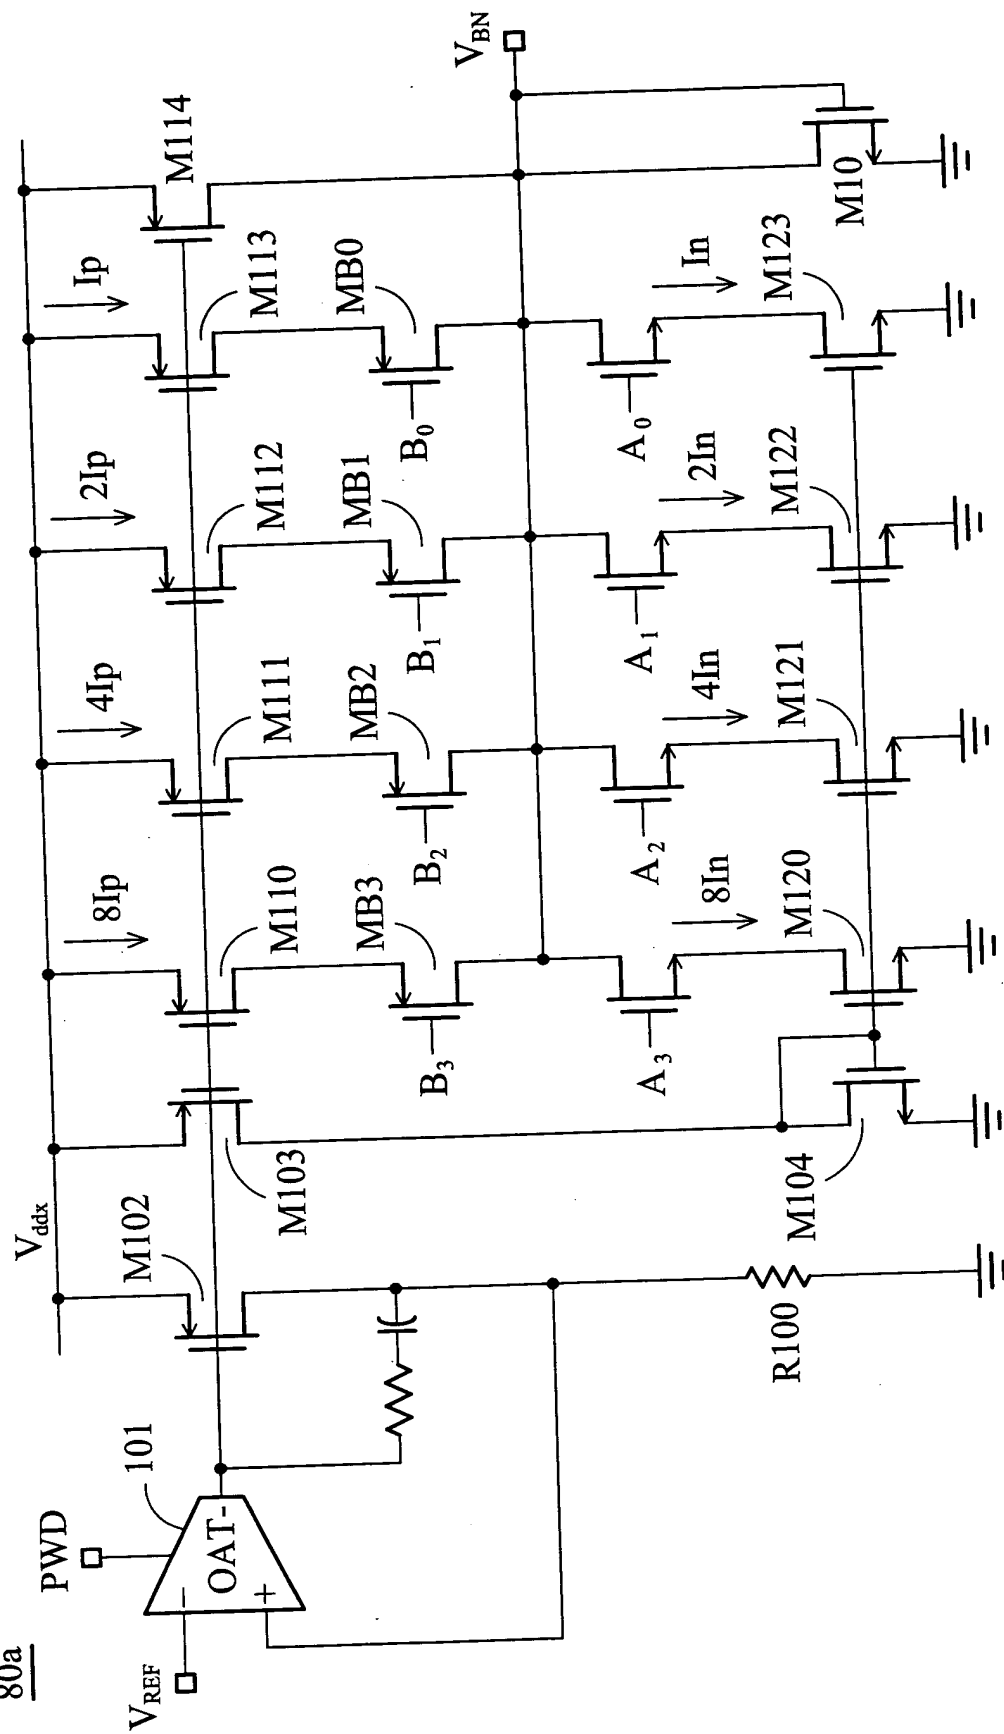 80a
V_REF
PWD
OAT-
−
+
101
V_ddx
M102
M103
R100
M104
8Ip
M110
MB3
B_3
A_3
8In
M120
4Ip
M111
MB2
B_2
A_2
4In
M121
2Ip
M112
MB1
B_1
A_1
2In
M122
Ip
M113
MB0
B_0
A_0
In
M123
M114
V_BN
M10